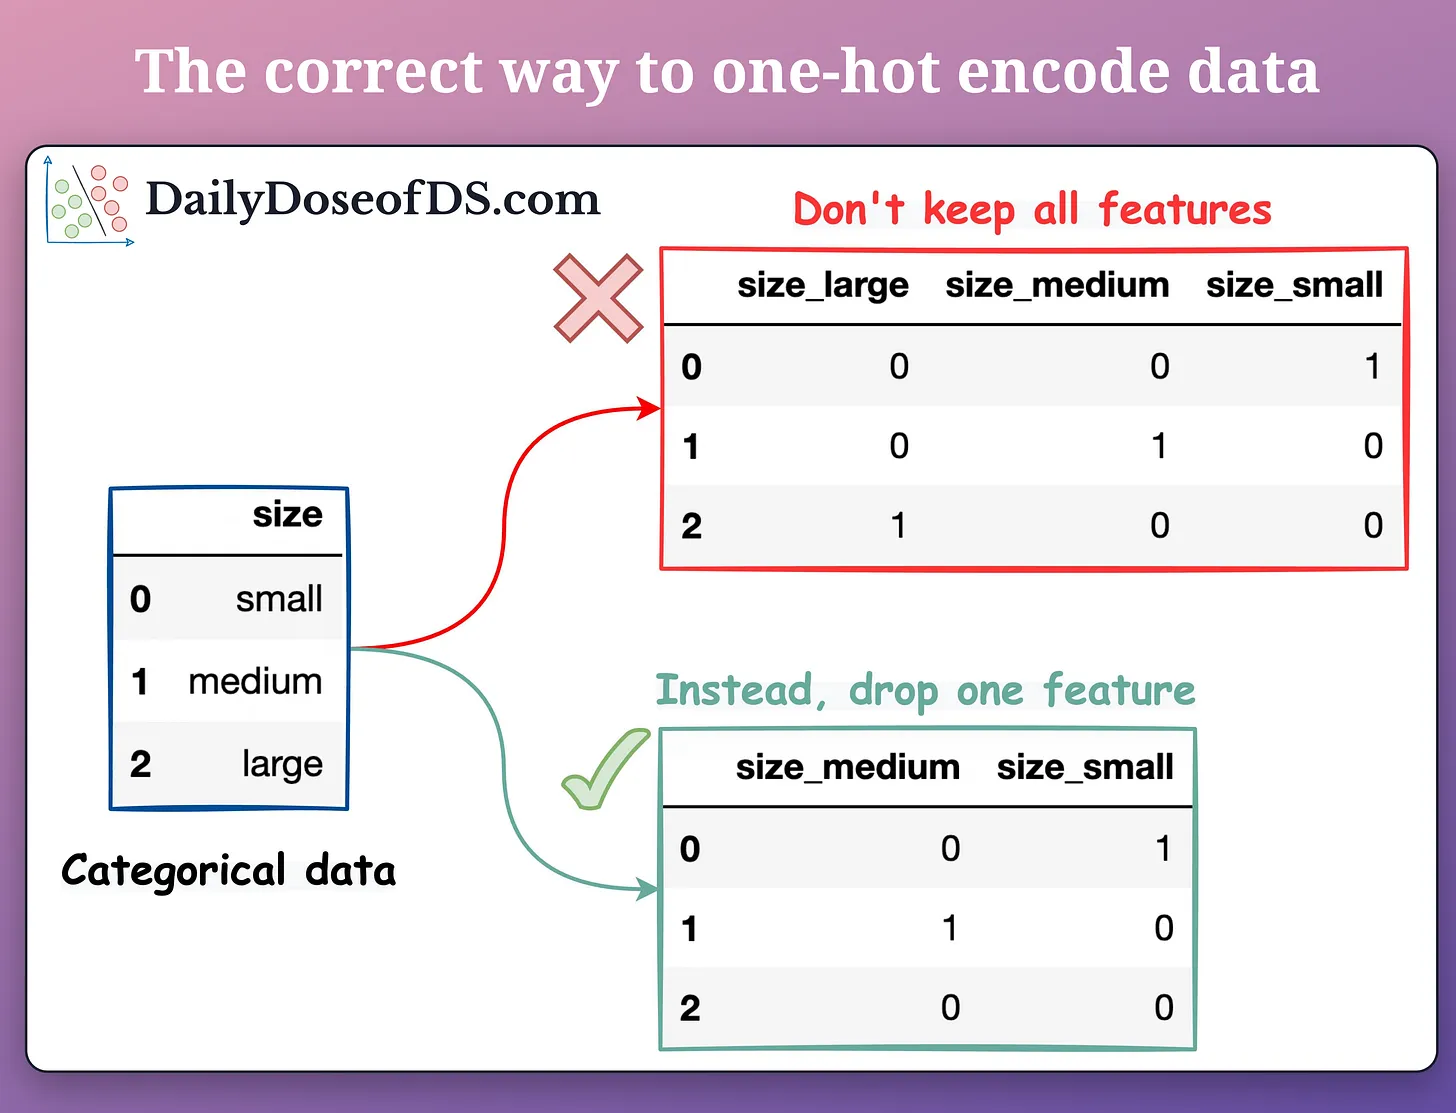 The correct way to one-hot encode data
DailyDoseofDS.com
Don't keep all features
size_large size_medium size_small
0 0 0 1
1 0 1 0
2 1 0 0
size
0 small
1 medium
2 large
Categorical data
Instead, drop one feature
size_medium size_small
0 0 1
1 1 0
2 0 0